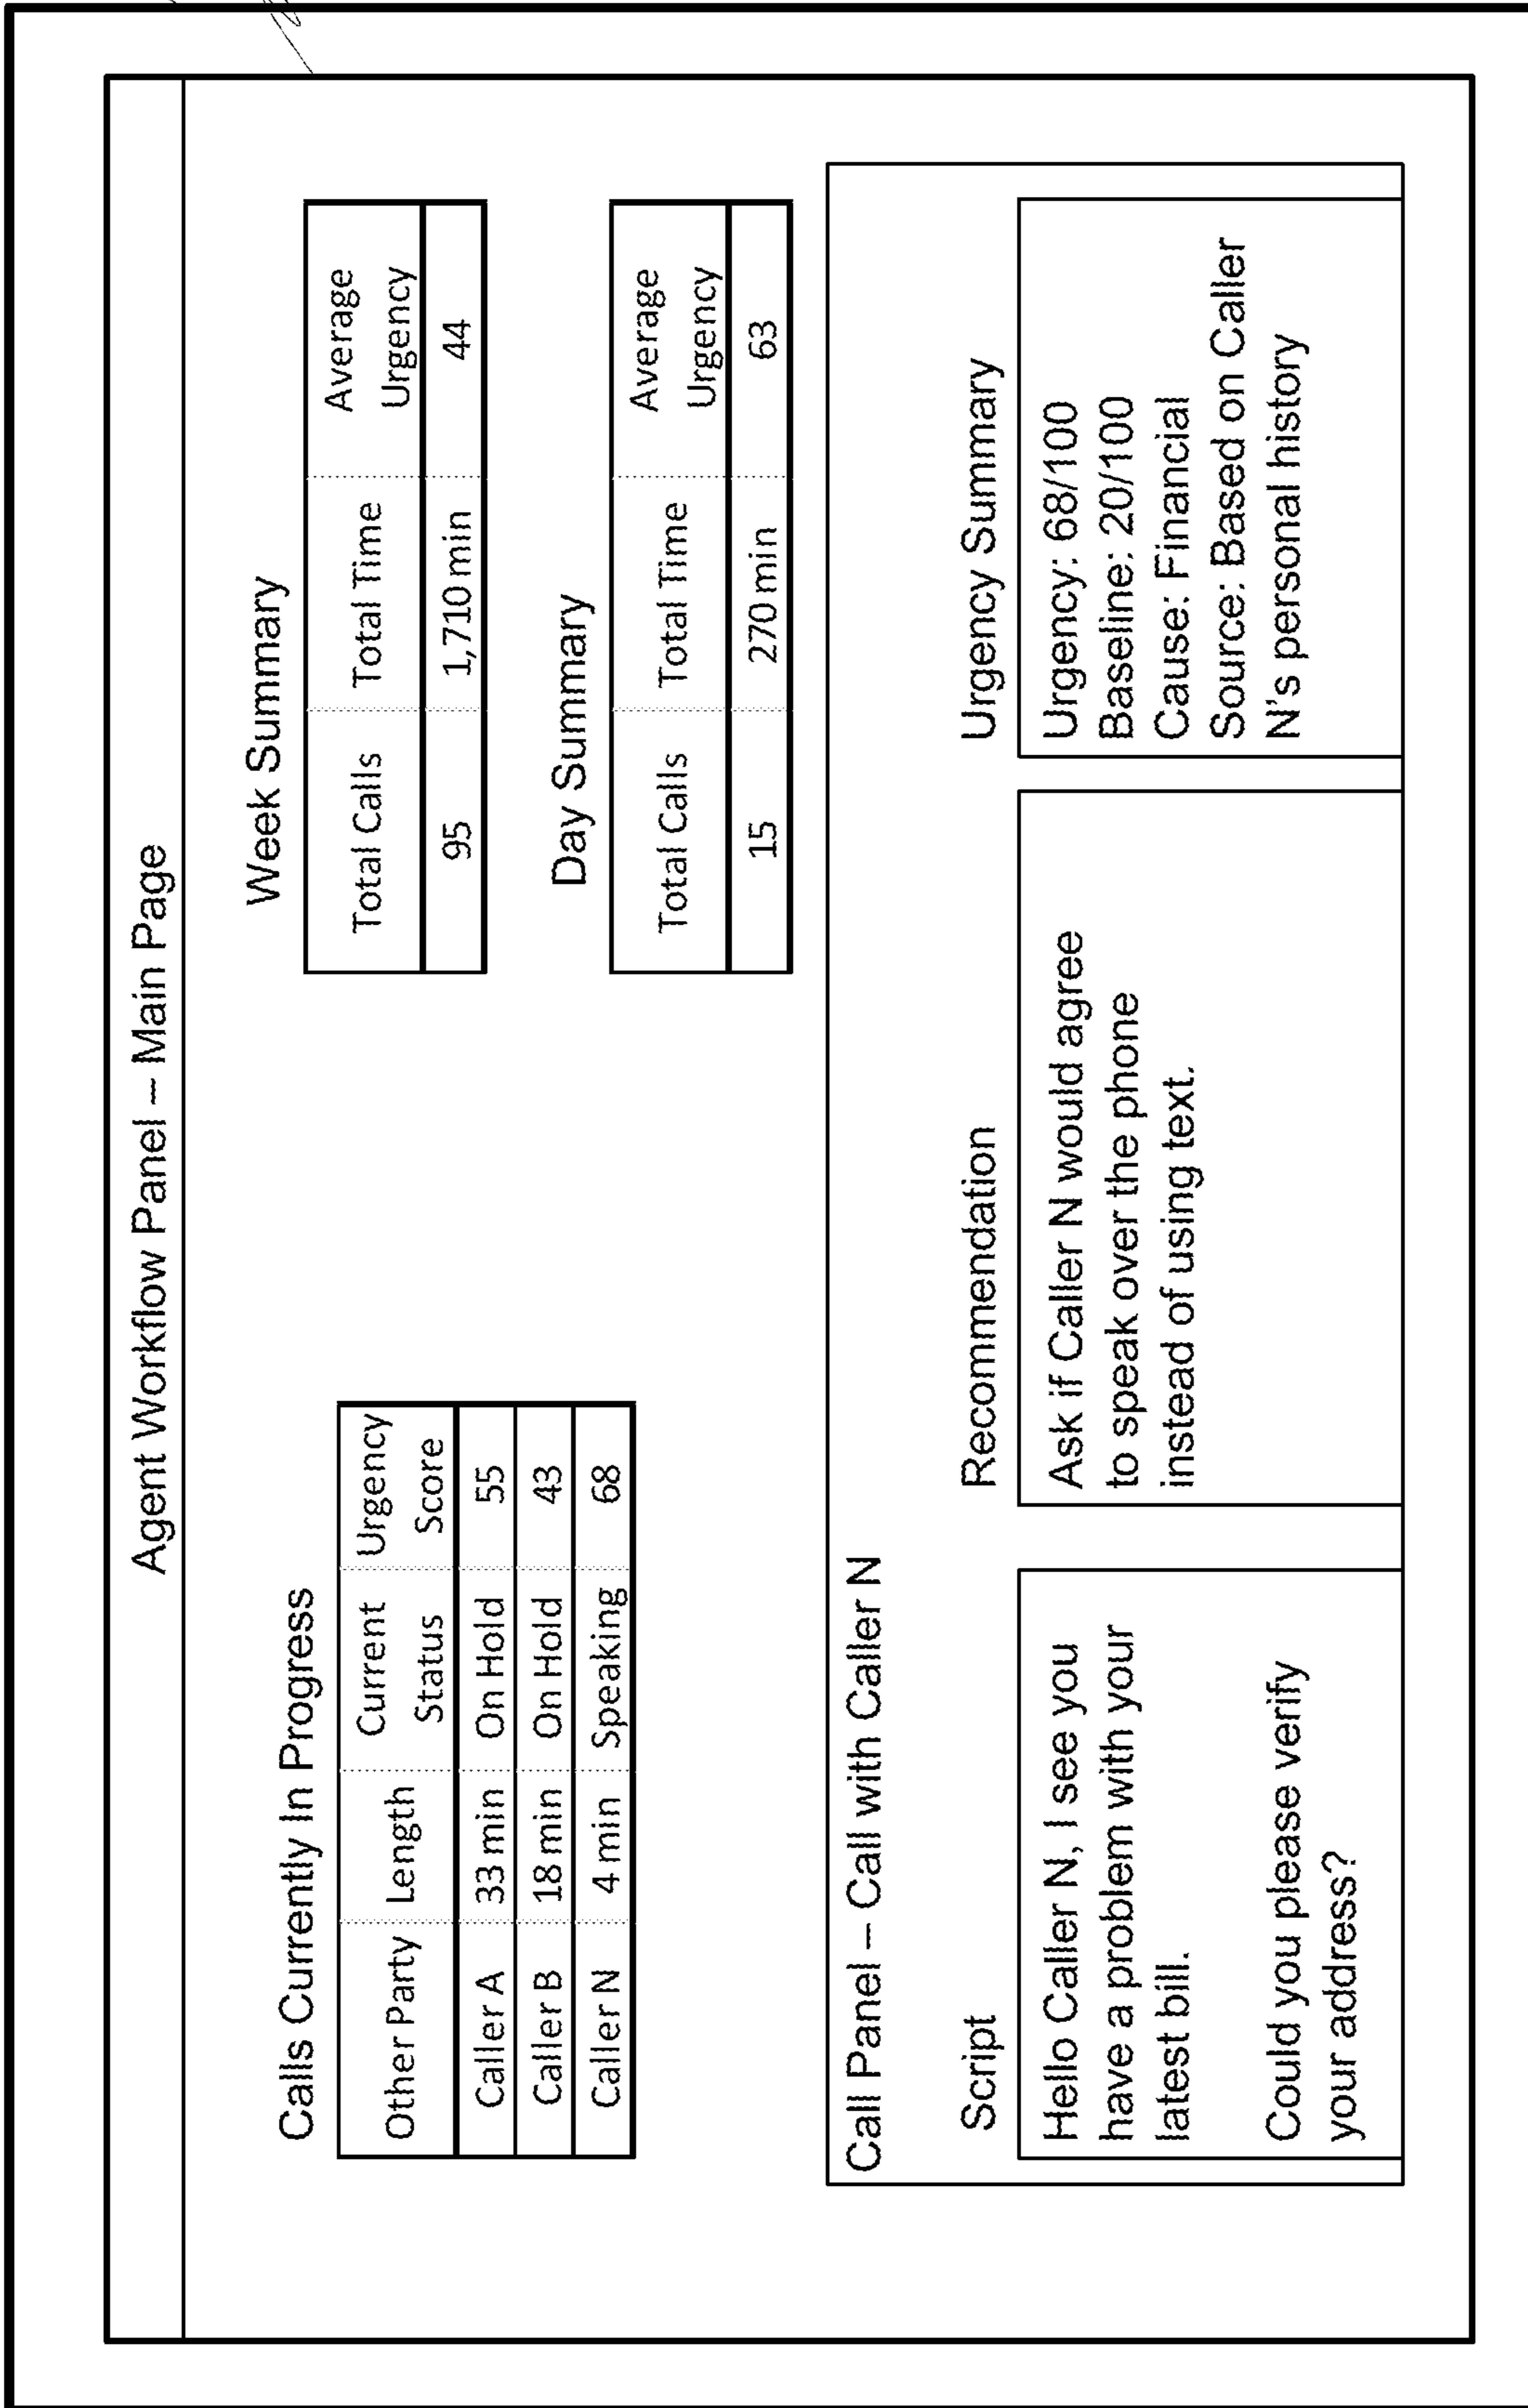 Agent Workflow Panel – Main Page
Calls Currently In Progress
Other Party Length Current Status Urgency Score
Caller A 33 min On Hold 55
Caller B 18 min On Hold 43
Caller N 4 min Speaking 68
Week Summary
Total Calls Total Time Average Urgency
95 1,710 min 44
Day Summary
Total Calls Total Time Average Urgency
15 270 min 63
Call Panel – Call with Caller N
Script
Hello Caller N, I see you
have a problem with your
latest bill.
Could you please verify
your address?
Recommendation
Ask if Caller N would agree
to speak over the phone
instead of using text.
Urgency Summary
Urgency: 68/100
Baseline: 20/100
Cause: Financial
Source: Based on Caller
N's personal history